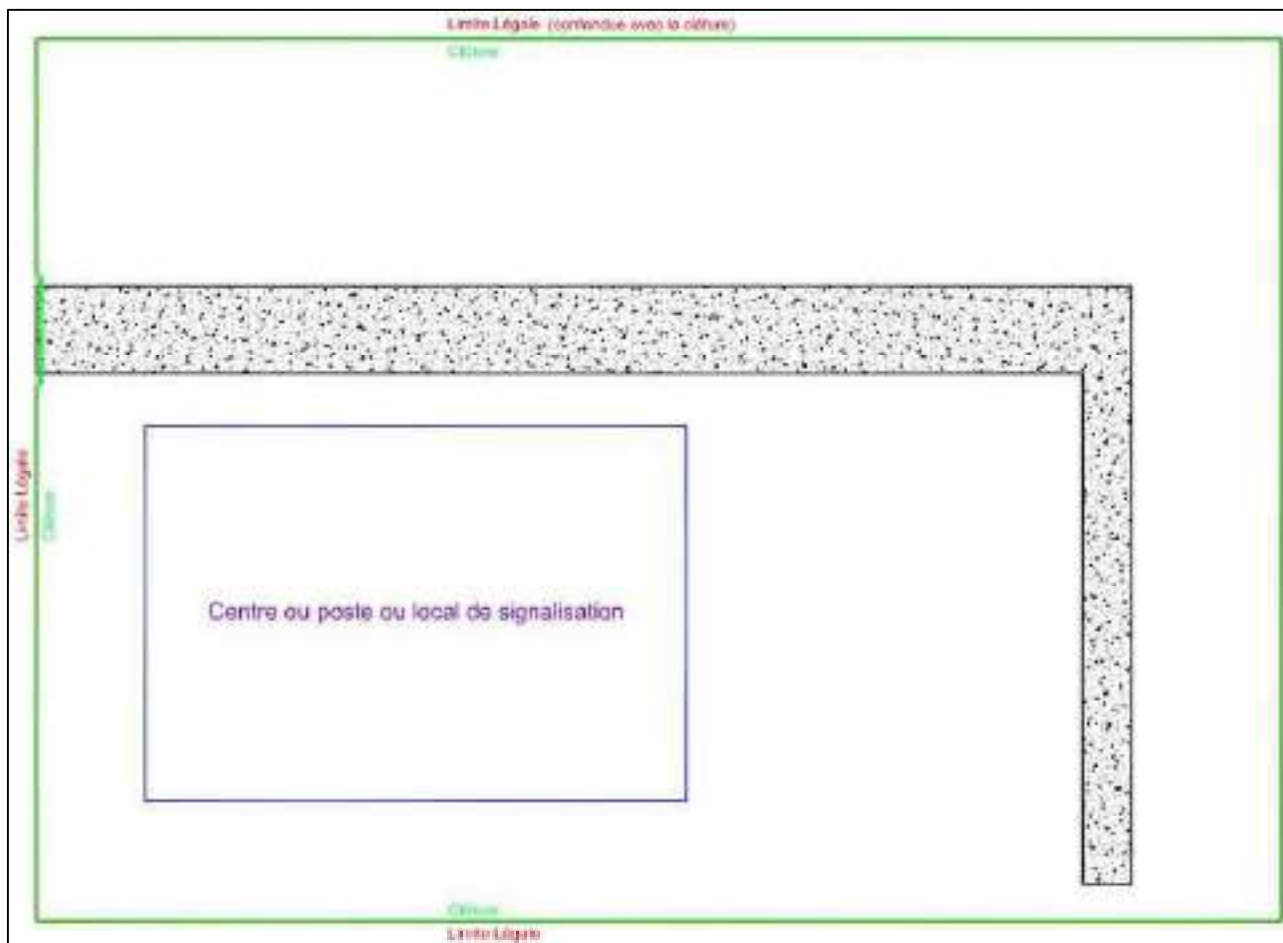 Limite Légale (confondue avec la clôture)
Clôture
Limite Légale
Clôture
Centre ou poste ou local de signalisation
Clôture
Limite Légale